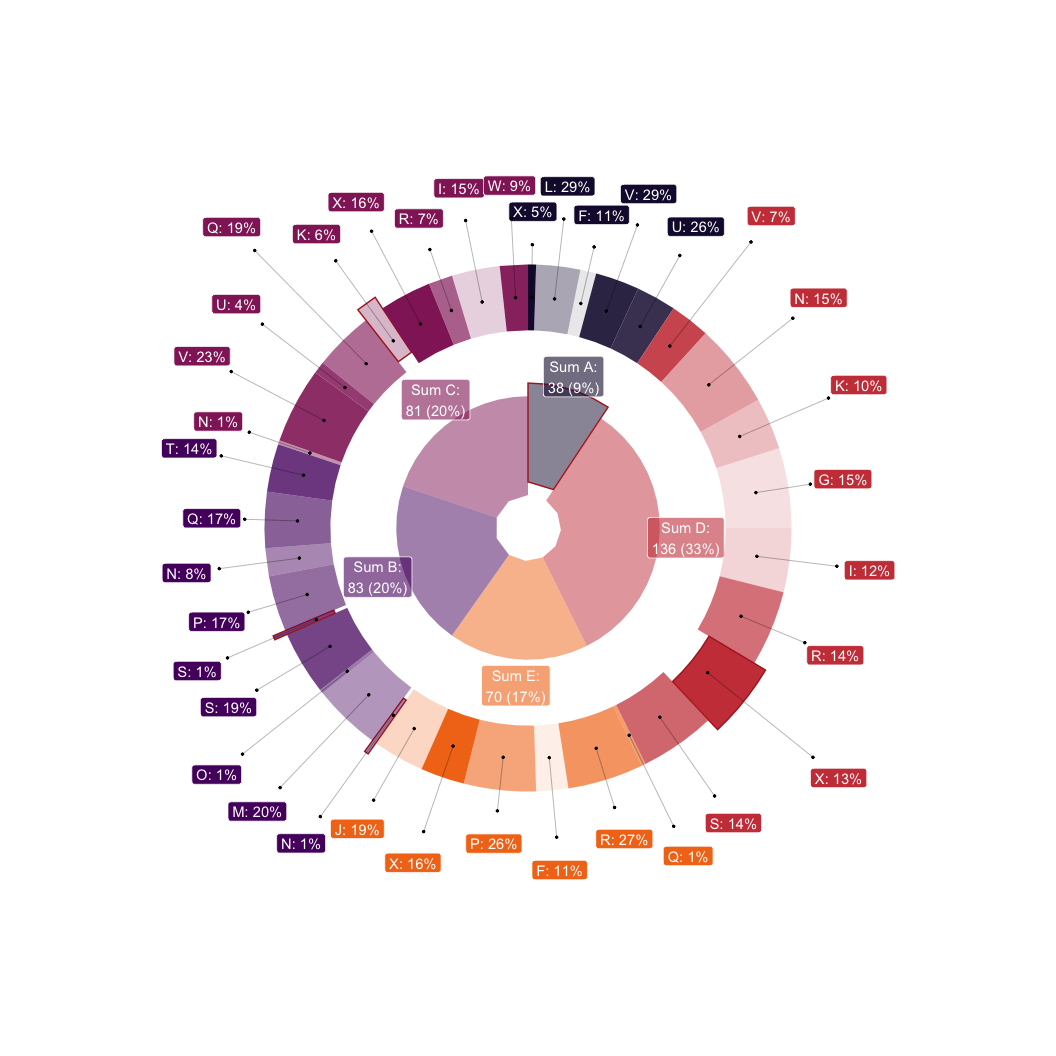 I: 15%
W: 9%
L: 29%
V: 29%
X: 16%
R: 7%
X: 5%
F: 11%
U: 26%
V: 7%
Q: 19%
K: 6%
U: 4%
N: 15%
V: 23%
K: 10%
Sum A:
38 (9%)
Sum C:
81 (20%)
N: 1%
T: 14%
G: 15%
Q: 17%
Sum D:
136 (33%)
N: 8%
Sum B:
83 (20%)
I: 12%
P: 17%
R: 14%
S: 1%
Sum E:
70 (17%)
S: 19%
O: 1%
X: 13%
M: 20%
N: 1%
J: 19%
S: 14%
P: 26%
R: 27%
X: 16%
F: 11%
Q: 1%